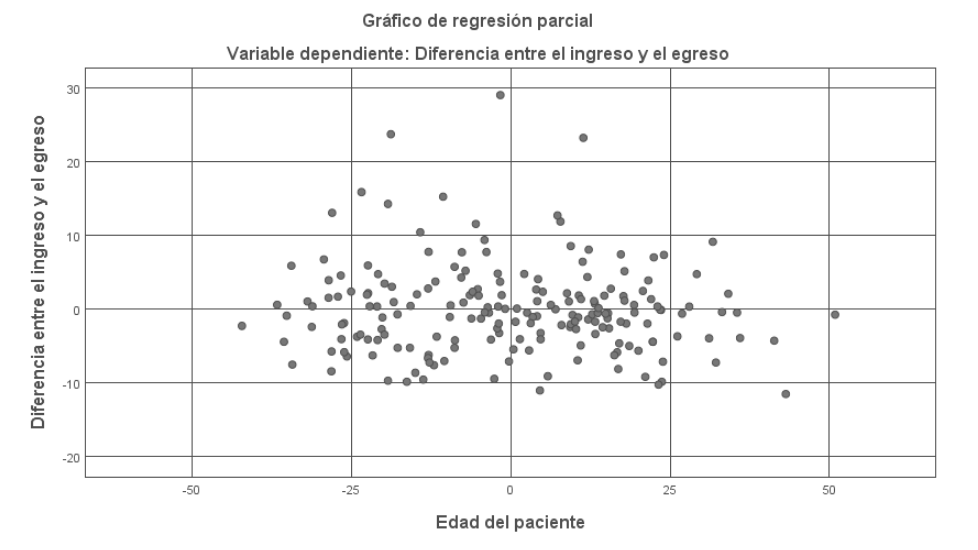 Gráfico de regresión parcial
Variable dependiente: Diferencia entre el ingreso y el egreso
Diferencia entre el ingreso y el egreso
30
20
10
0
-10
-20
-50
-25
0
25
50
Edad del paciente